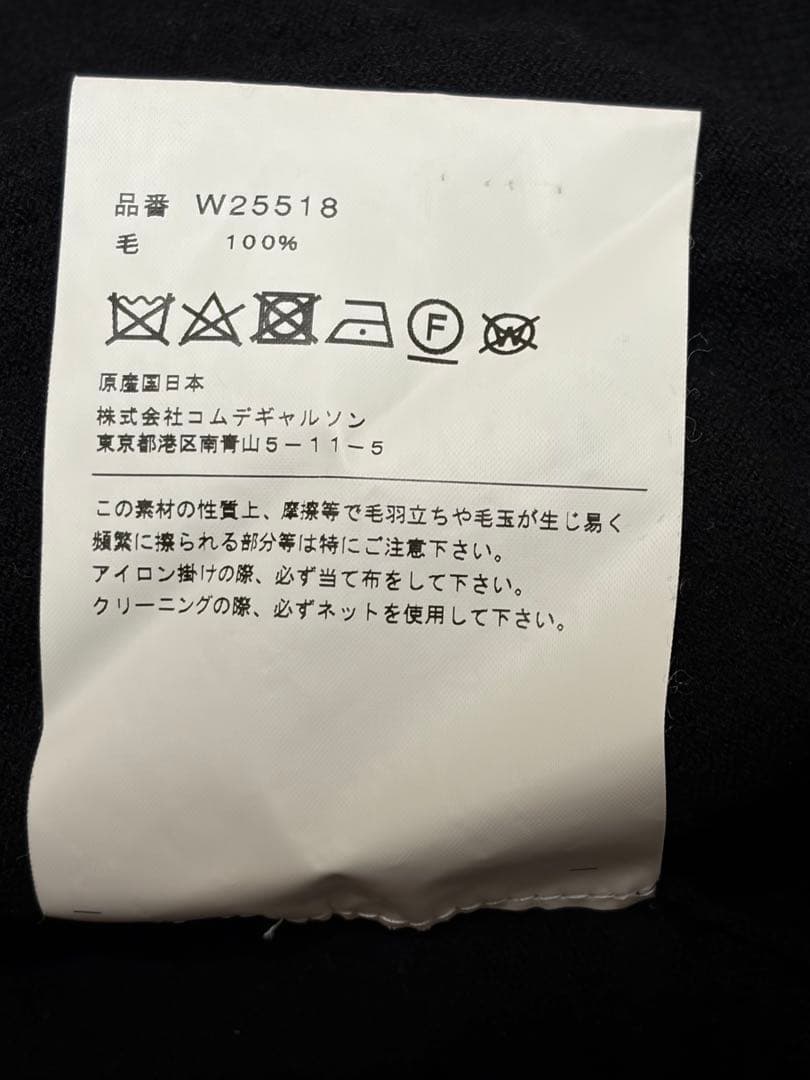 品番 W25518
毛 100%
F
W
原産国日本
株式会社コムデギャルソン
東京都港区南青山5－11－5
この素材の性質上、摩擦等で毛羽立ちや毛玉が生じ易く
頻繁に擦られる部分等は特にご注意下さい。
アイロン掛けの際、必ず当て布をして下さい。
クリーニングの際、必ずネットを使用して下さい。